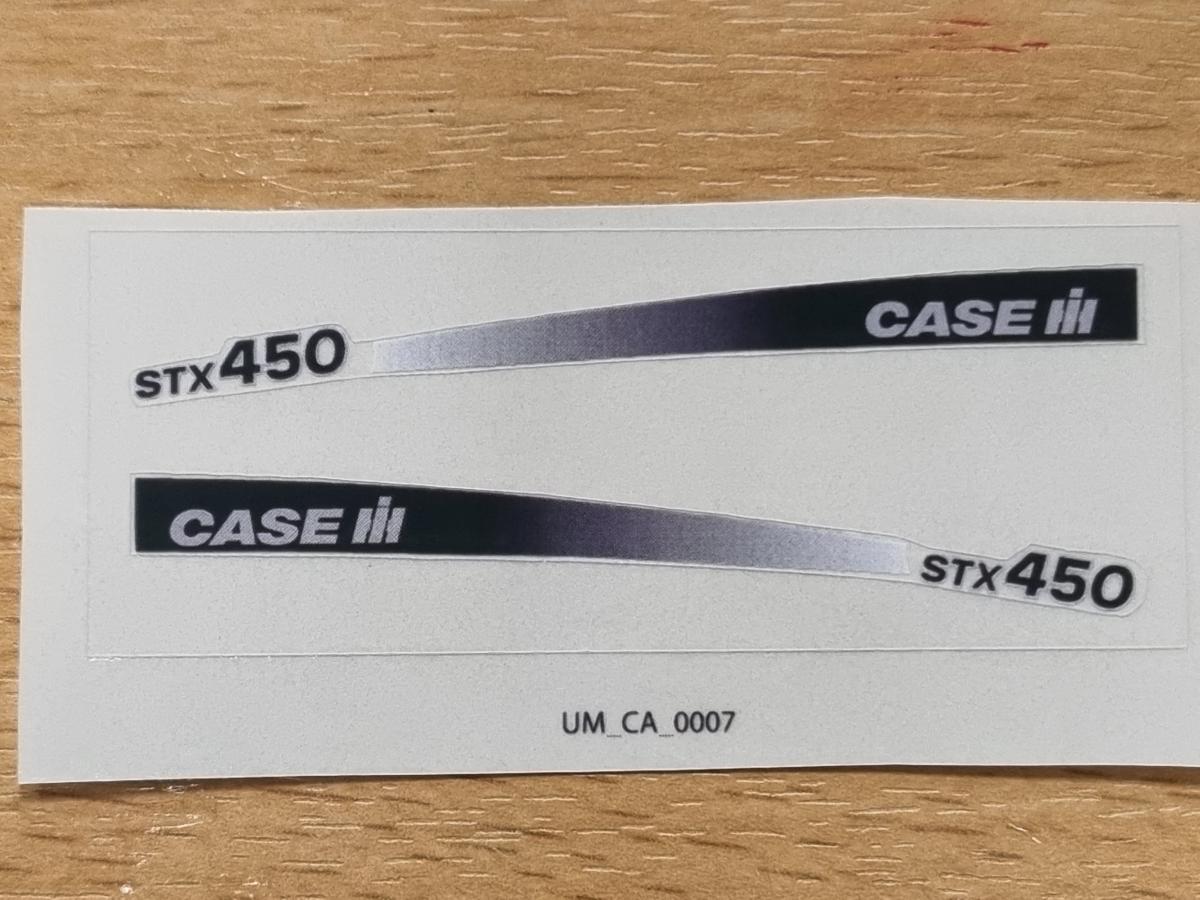 STX450 CASE IH
CASE IH STX450
UM_CA_0007